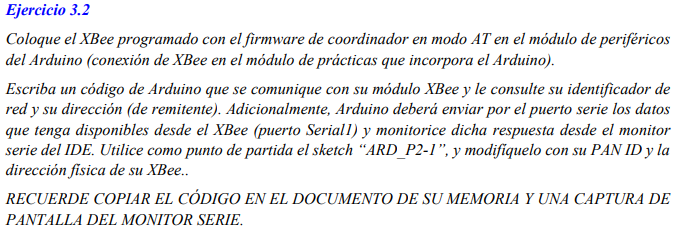 Ejercicio 3.2
Coloque el XBee programado con el firmware de coordinador en modo AT en el módulo de periféricos
del Arduino (conexión de XBee en el módulo de prácticas que incorpora el Arduino).
Escriba un código de Arduino que se comunique con su módulo XBee y le consulte su identificador de
red y su dirección (de remitente). Adicionalmente, Arduino deberá enviar por el puerto serie los datos
que tenga disponibles desde el XBee (puerto Serial1) y monitorice dicha respuesta desde el monitor
serie del IDE. Utilice como punto de partida el sketch “ARD_P2-1”, y modifíquelo con su PAN ID y la
dirección física de su XBee..
RECUERDE COPIAR EL CÓDIGO EN EL DOCUMENTO DE SU MEMORIA Y UNA CAPTURA DE
PANTALLA DEL MONITOR SERIE.